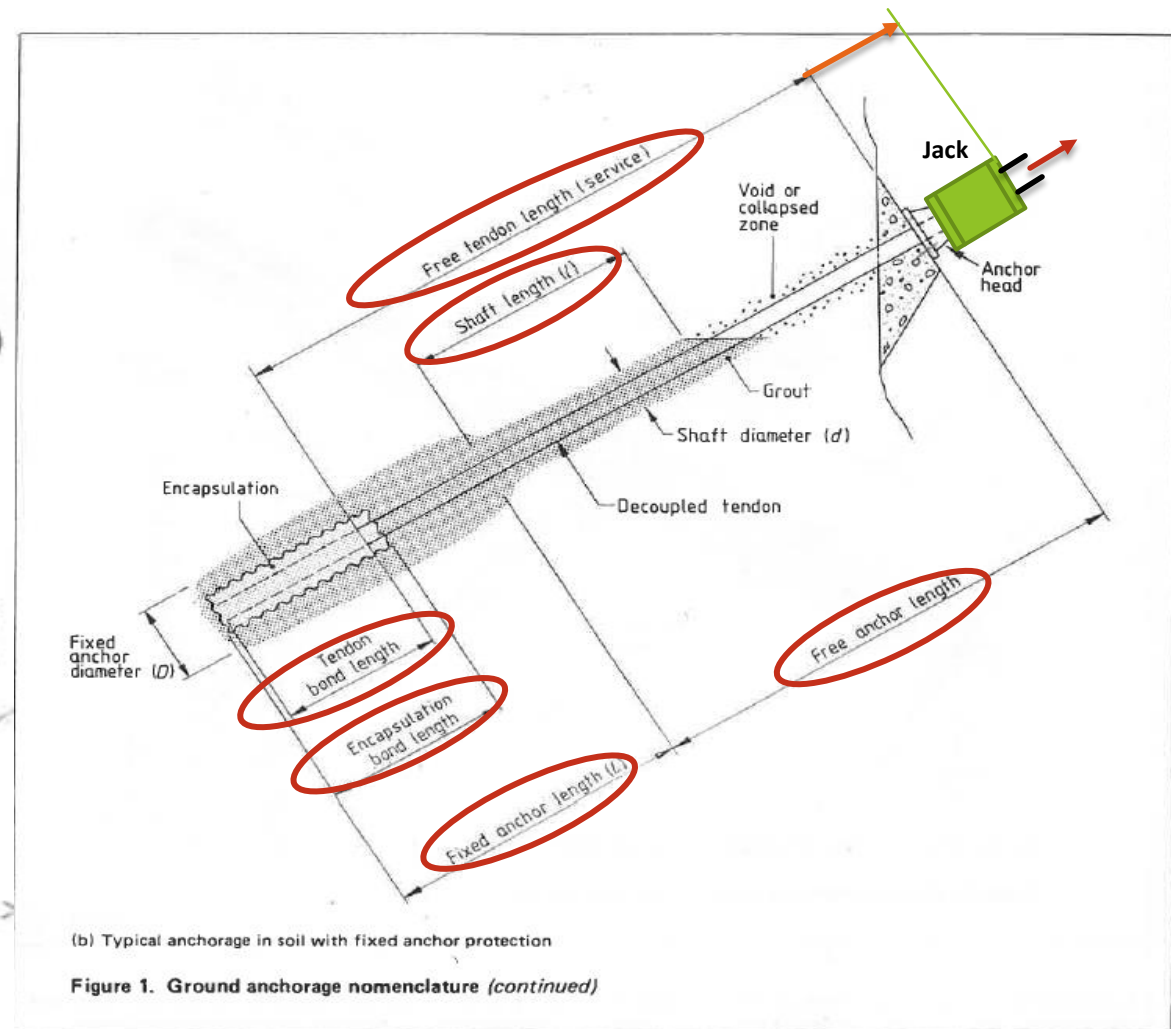 Jack
Free tendon length (service)
Void or
collapsed
zone
Shaft length (l)
Anchor
head
Grout
Shaft diameter (d)
Encapsulation
Decoupled tendon
Free anchor length
Fixed
anchor
diameter (D)
Tendon
bond length
Encapsulation
bond length
Fixed anchor length (L)
(b) Typical anchorage in soil with fixed anchor protection
Figure 1. Ground anchorage nomenclature (continued)